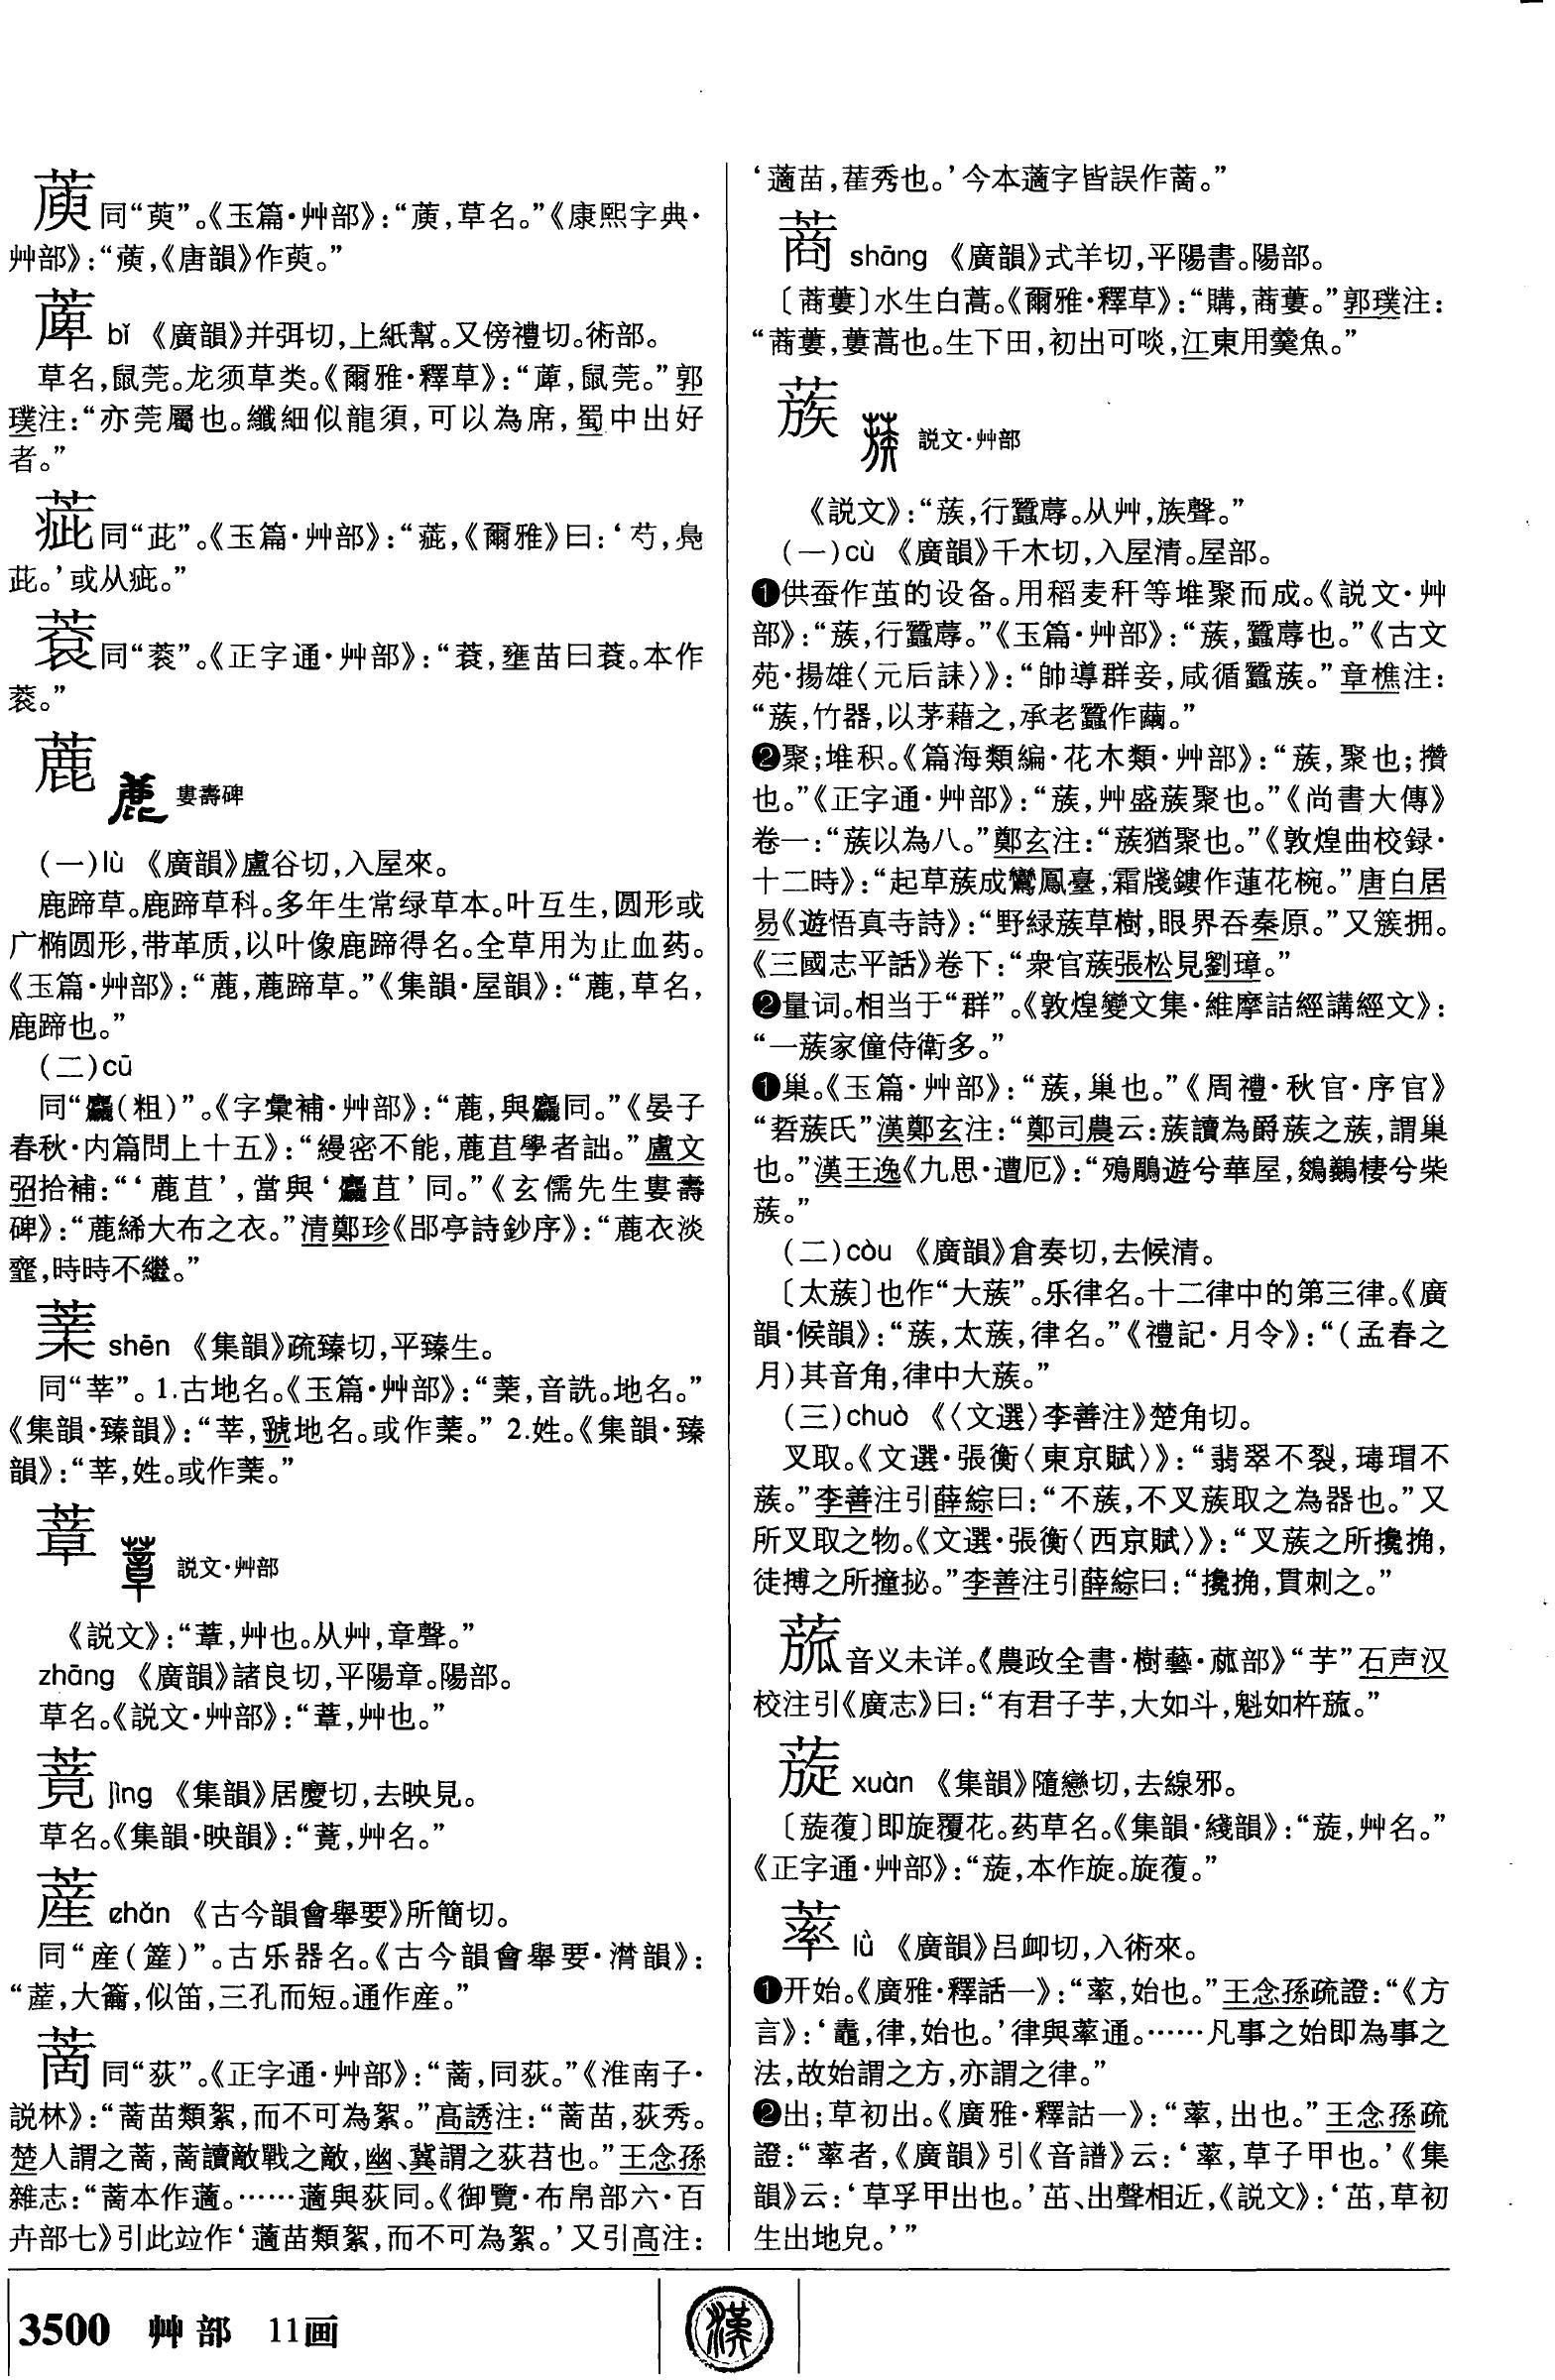 同“萸”。《玉篇·艸部》：“䕍,草名。”《康熙字典·
艸部》：“䕍,《唐韻》作萸。”
蓽 bǐ 《廣韻》并弭切,上紙幫。又傍禮切。術部。
草名,鼠莞。龙须草类。《爾雅·釋草》：“,鼠莞。”郭
璞注：“亦莞屬也。纖細似龍須,可以為席,蜀中出好
者。”
同“茈”。《玉篇·艸部》：“,《爾雅》曰：‘芍,鳧
茈。’或从疵。”
同“蓘”。《正字通·艸部》：“,壅苗曰。本作
蓘。”
蔍 婁壽碑
(一)lù 《廣韻》盧谷切,入屋來。
鹿蹄草。鹿蹄草科。多年生常绿草本。叶互生,圆形或
广椭圆形,带革质,以叶像鹿蹄得名。全草用为止血药。
《玉篇·艸部》：“蔍,蔍蹄草。”《集韻·屋韻》：“蔍,草名,
鹿蹄也。”
(二)cū
同“麤(粗)”。《字彙補·艸部》：“蔍,與麤同。”《晏子
春秋·内篇問上十五》：“縵密不能,蔍苴學者詘。”盧文
弨拾補：“‘蔍苴’,當與‘麤苴’同。”《玄儒先生婁壽
碑》：“蔍絺大布之衣。”清鄭珍《邵亭詩鈔序》：“蔍衣淡
韲,時時不繼。”
shēn 《集韻》疏臻切,平臻生。
同“莘”。1.古地名。《玉篇·艸部》：“,音詵。地名。”
《集韻·臻韻》：“莘,虢地名。或作。” 2.姓。《集韻·臻
韻》：“莘,姓。或作。”
蔁 説文·艸部
《説文》：“蔁,艸也。从艸,章聲。”
zhāng 《廣韻》諸良切,平陽章。陽部。
草名。《説文·艸部》：“蔁,艸也。”
jìng 《集韻》居慶切,去映見。
草名。《集韻·映韻》：“,艸名。”
chǎn 《古今韻會舉要》所簡切。
同“産(簅)”。古乐器名。《古今韻會舉要·潸韻》：
“,大籥,似笛,三孔而短。通作産。”
蔏 同“荻”。《正字通·艸部》：“蔐,同荻。”《淮南子·
説林》：“蔐苗類絮,而不可為絮。”高誘注：“蔐苗,荻秀。
楚人謂之蔐,蔐讀敵戰之敵,幽、冀謂之荻苕也。”王念孫
雜志：“蔐本作藡。……藡與荻同。《御覽·布帛部六·百
卉部七》引此竝作‘藡苗類絮,而不可為絮。’又引高注：
‘藡苗,萑秀也。’今本藡字皆誤作蔐。”
蔏 shāng 《廣韻》式羊切,平陽書。陽部。
〔蔏蔞〕水生白蒿。《爾雅·釋草》：“購,蔏蔞。”郭璞注：
“蔏蔞,蔞蒿也。生下田,初出可啖,江東用羹魚。”
蔟 説文·艸部
《説文》：“蔟,行蠶蓐。从艸,族聲。”
(一)cù 《廣韻》千木切,入屋清。屋部。
❶供蚕作茧的设备。用稻麦秆等堆聚而成。《説文·艸
部》：“蔟,行蠶蓐。”《玉篇·艸部》：“蔟,蠶蓐也。”《古文
苑·揚雄〈元后誄〉》：“帥導群妾,咸循蠶蔟。”章樵注：
“蔟,竹器,以茅藉之,承老蠶作繭。”
❷聚；堆积。《篇海類編·花木類·艸部》：“蔟,聚也；攢
也。”《正字通·艸部》：“蔟,艸盛蔟聚也。”《尚書大傳》
卷一：“蔟以為八。”鄭玄注：“蔟猶聚也。”《敦煌曲校録·
十二時》：“起草蔟成鸞鳳臺,霜牋鏤作蓮花椀。”唐白居
易《遊悟真寺詩》：“野緑蔟草樹,眼界吞秦原。”又簇拥。
《三國志平話》卷下：“衆官蔟張松見劉璋。”
❷量词。相当于“群”。《敦煌變文集·維摩詰經講經文》：
“一蔟家僮侍衛多。”
❶巢。《玉篇·艸部》：“蔟,巢也。”《周禮·秋官·序官》
“硩蔟氏”漢鄭玄注：“鄭司農云：蔟讀為爵蔟之蔟,謂巢
也。”漢王逸《九思·遭厄》：“鴆鵰遊兮華屋,鵕鸃棲兮柴
蔟。”
(二)còu 《廣韻》倉奏切,去候清。
〔太蔟〕也作“大蔟”。乐律名。十二律中的第三律。《廣
韻·候韻》：“蔟,太蔟,律名。”《禮記·月令》：“(孟春之
月)其音角,律中大蔟。”
(三)chuò 《〈文選〉李善注》楚角切。
叉取。《文選·張衡〈東京賦〉》：“翡翠不裂,瑇瑁不
蔟。”李善注引薛綜曰：“不蔟,不叉蔟取之為器也。”又
所叉取之物。《文選·張衡〈西京賦〉》：“叉蔟之所攙捔,
徒搏之所撞㧙。”李善注引薛綜曰：“攙捔,貫刺之。”
音义未详。《農政全書·樹藝·蓏部》“芋”石声汉
校注引《廣志》曰：“有君子芋,大如斗,魁如杵。”
蔙 xuàn 《集韻》隨戀切,去線邪。
〔蔙蕧〕即旋覆花。药草名。《集韻·綫韻》：“蔙,艸名。”
《正字通·艸部》：“蔙,本作旋。旋蕧。”
lǜ 《廣韻》吕卹切,入術來。
❶开始。《廣雅·釋話一》：“,始也。”王念孫疏證：“《方
言》：‘鼃,律,始也。’律與通。……凡事之始即為事之
法,故始謂之方,亦謂之律。”
❷出；草初出。《廣雅·釋詁一》：“,出也。”王念孫疏
證：“者,《廣韻》引《音譜》云：‘,草子甲也。’《集
韻》云：‘草孚甲出也。’茁、出聲相近,《説文》：‘茁,草初
生出地皃。’”
3500 艸部 11画
漢